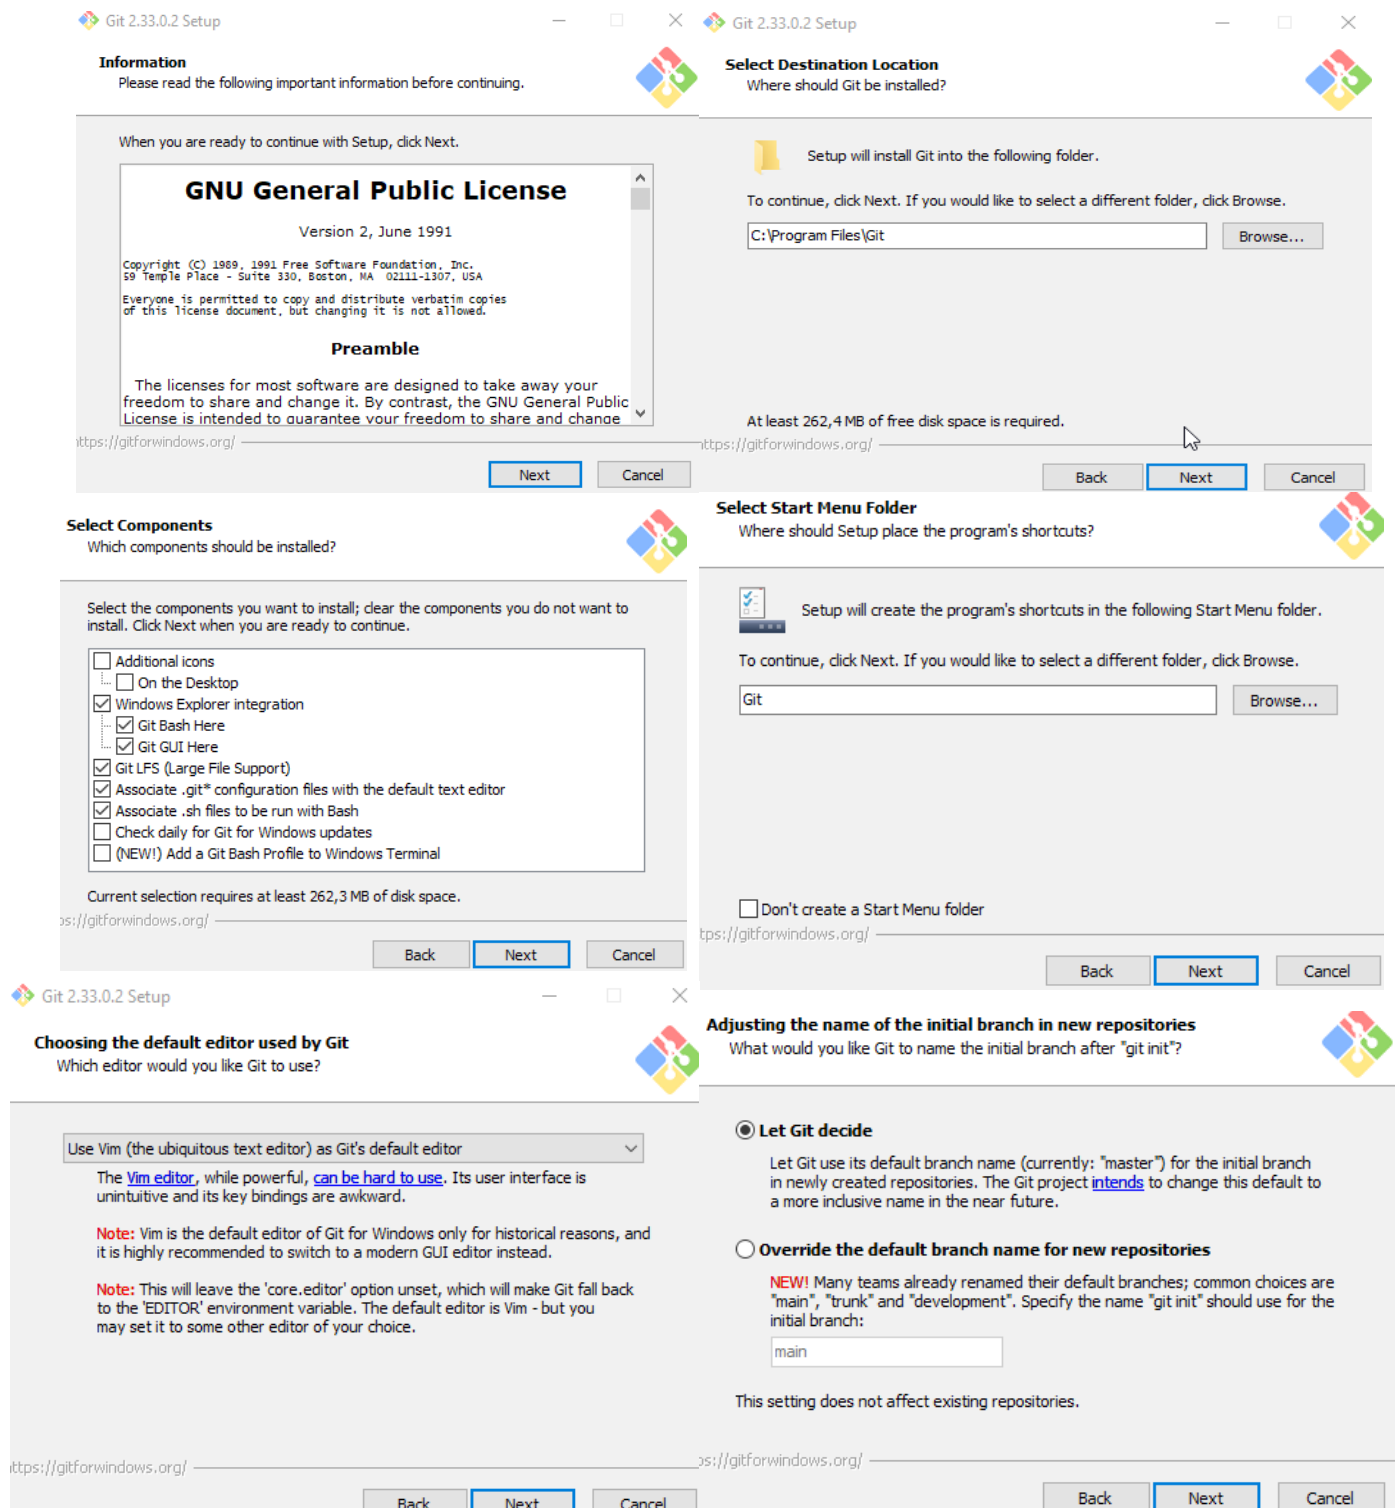 Git 2.33.0.2 Setup
Information
Please read the following important information before continuing.
When you are ready to continue with Setup, click Next.
GNU General Public License
Version 2, June 1991
Copyright (C) 1989, 1991 Free Software Foundation, Inc.
59 Temple Place - Suite 330, Boston, MA 02111-1307, USA
Everyone is permitted to copy and distribute verbatim copies
of this license document, but changing it is not allowed.
Preamble
The licenses for most software are designed to take away your
freedom to share and change it. By contrast, the GNU General Public
License is intended to guarantee your freedom to share and change
https://gitforwindows.org/
Next
Cancel
Git 2.33.0.2 Setup
Select Destination Location
Where should Git be installed?
Setup will install Git into the following folder.
To continue, click Next. If you would like to select a different folder, click Browse.
C:\Program Files\Git
Browse...
At least 262,4 MB of free disk space is required.
https://gitforwindows.org/
Back
Next
Cancel
Select Components
Which components should be installed?
Select the components you want to install; clear the components you do not want to
install. Click Next when you are ready to continue.
Additional icons
On the Desktop
Windows Explorer integration
Git Bash Here
Git GUI Here
Git LFS (Large File Support)
Associate .git* configuration files with the default text editor
Associate .sh files to be run with Bash
Check daily for Git for Windows updates
(NEW!) Add a Git Bash Profile to Windows Terminal
Current selection requires at least 262,3 MB of disk space.
ps://gitforwindows.org/
Back
Next
Cancel
Select Start Menu Folder
Where should Setup place the program's shortcuts?
Setup will create the program's shortcuts in the following Start Menu folder.
To continue, click Next. If you would like to select a different folder, click Browse.
Git
Browse...
Don't create a Start Menu folder
tps://gitforwindows.org/
Back
Next
Cancel
Git 2.33.0.2 Setup
Choosing the default editor used by Git
Which editor would you like Git to use?
Use Vim (the ubiquitous text editor) as Git's default editor
The Vim editor, while powerful, can be hard to use. Its user interface is
unintuitive and its key bindings are awkward.
Note: Vim is the default editor of Git for Windows only for historical reasons, and
it is highly recommended to switch to a modern GUI editor instead.
Note: This will leave the 'core.editor' option unset, which will make Git fall back
to the 'EDITOR' environment variable. The default editor is Vim - but you
may set it to some other editor of your choice.
https://gitforwindows.org/
Back
Next
Cancel
Adjusting the name of the initial branch in new repositories
What would you like Git to name the initial branch after "git init"?
Let Git decide
Let Git use its default branch name (currently: "master") for the initial branch
in newly created repositories. The Git project intends to change this default to
a more inclusive name in the near future.
Override the default branch name for new repositories
NEW! Many teams already renamed their default branches; common choices are
"main", "trunk" and "development". Specify the name "git init" should use for the
initial branch:
main
This setting does not affect existing repositories.
ps://gitforwindows.org/
Back
Next
Cancel